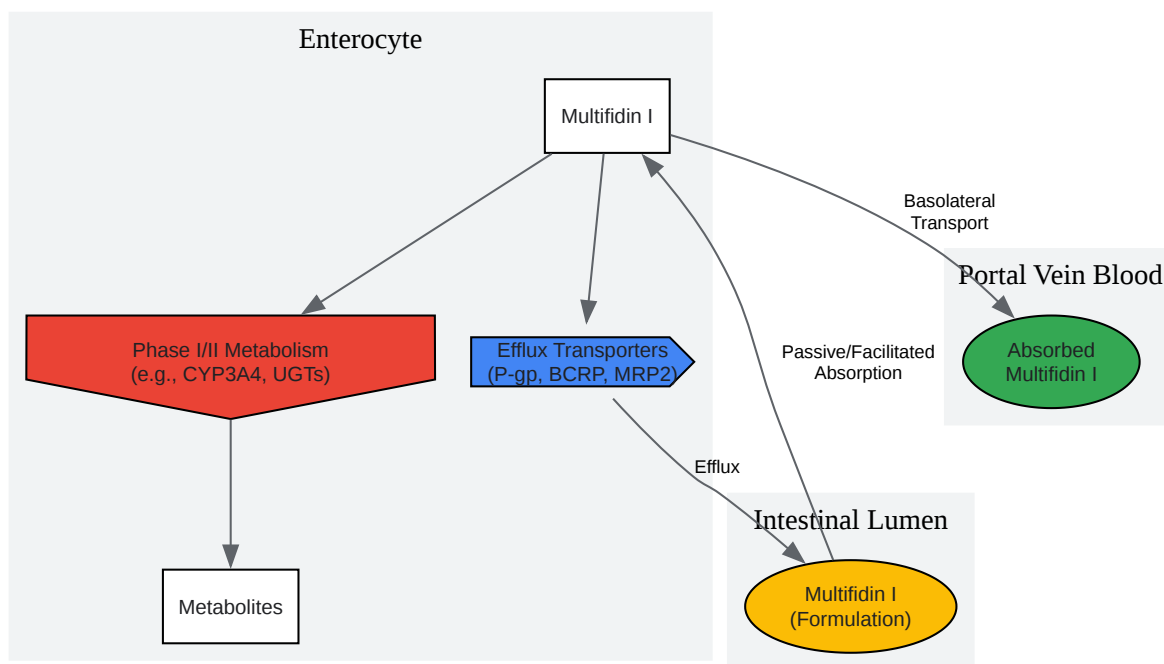 Enterocyte
Multifidin I
Basolateral
Transport
Portal Vein Blood
Phase I/II Metabolism
(e.g., CYP3A4, UGTs)
Efflux Transporters
(P-gp, BCRP, MRP2)
Passive/Facilitated
Absorption
Absorbed
Multifidin I
Efflux
Intestinal Lumen
Metabolites
Multifidin I
(Formulation)